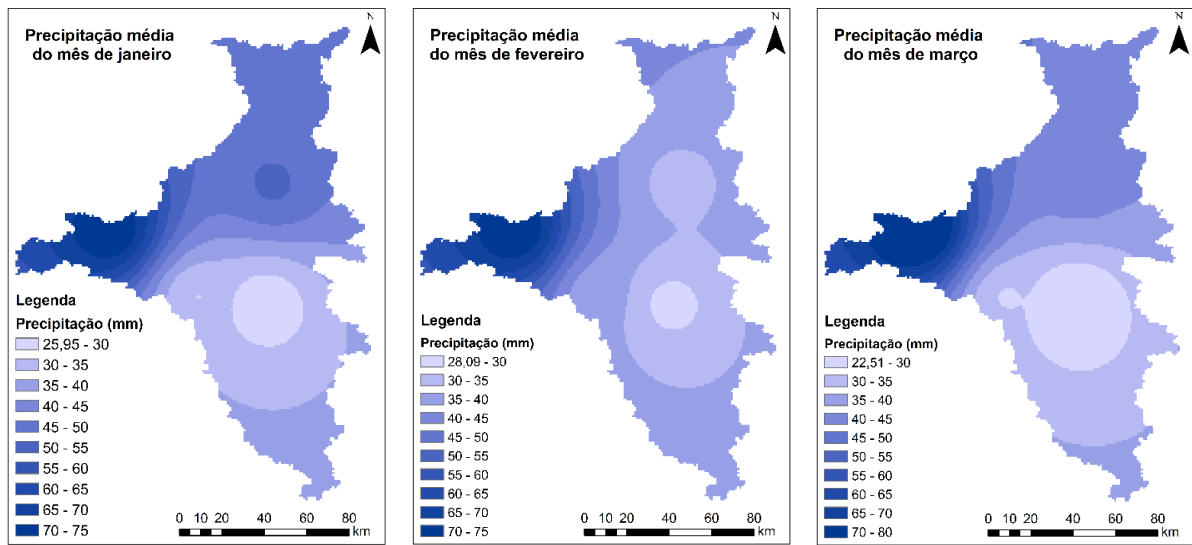 Precipitação média
do mês de janeiro
N
Legenda
Precipitação (mm)
25,95 - 30
30 - 35
35 - 40
40 - 45
45 - 50
50 - 55
55 - 60
60 - 65
65 - 70
70 - 75
0 10 20 40 60 80
km
Precipitação média
do mês de fevereiro
N
Legenda
Precipitação (mm)
28,09 - 30
30 - 35
35 - 40
40 - 45
45 - 50
50 - 55
55 - 60
60 - 65
65 - 70
70 - 75
0 10 20 40 60 80
km
Precipitação média
do mês de março
N
Legenda
Precipitação (mm)
22,51 - 30
30 - 35
35 - 40
40 - 45
45 - 50
50 - 55
55 - 60
60 - 65
65 - 70
70 - 80
0 10 20 40 60 80
km